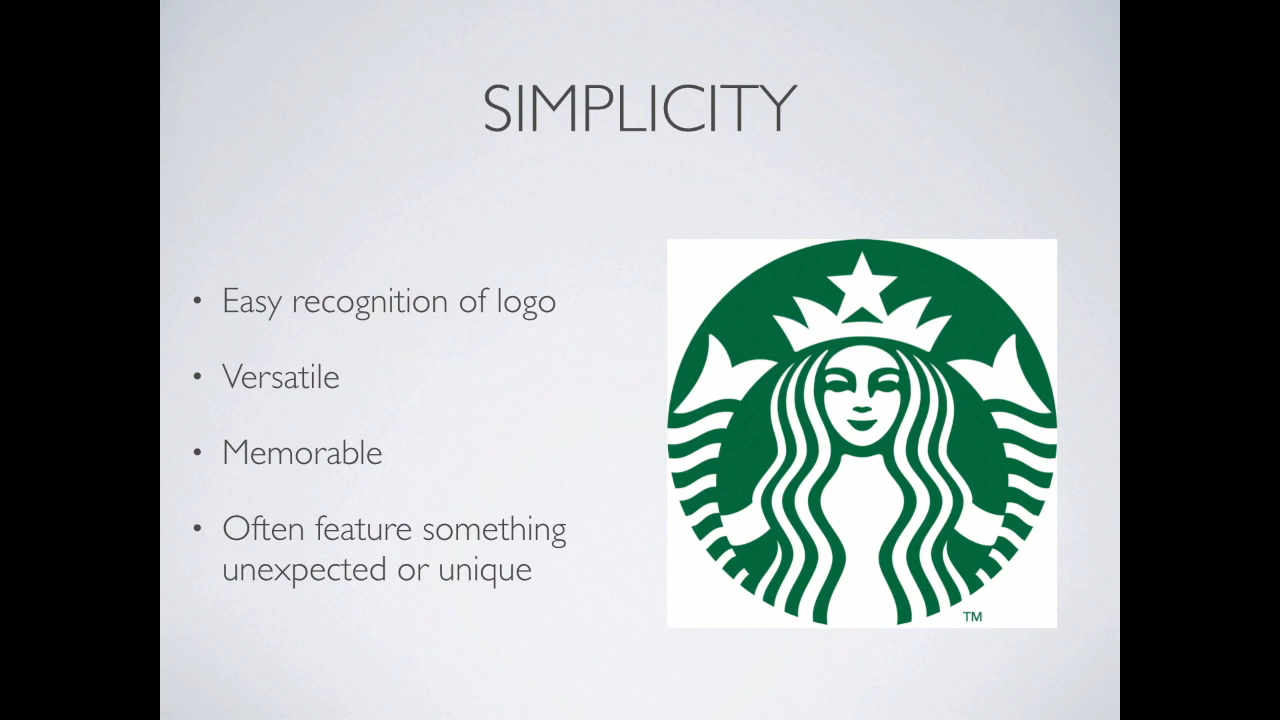 SIMPLICITY
• Easy recognition of logo
• Versatile
• Memorable
• Often feature something
unexpected or unique
TM